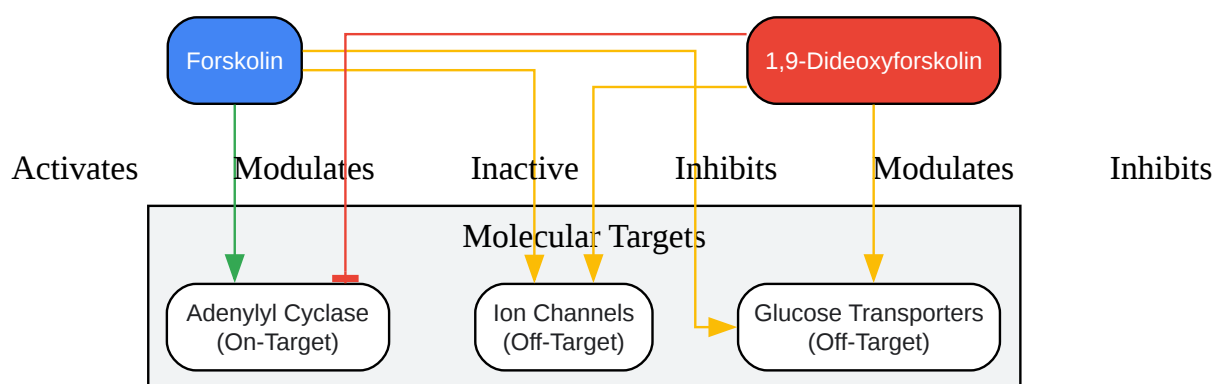 Forskolin
1,9-Dideoxyforskolin
Activates
Modulates
Inactive
Inhibits
Modulates
Inhibits
Molecular Targets
Adenylyl Cyclase
(On-Target)
Ion Channels
(Off-Target)
Glucose Transporters
(Off-Target)